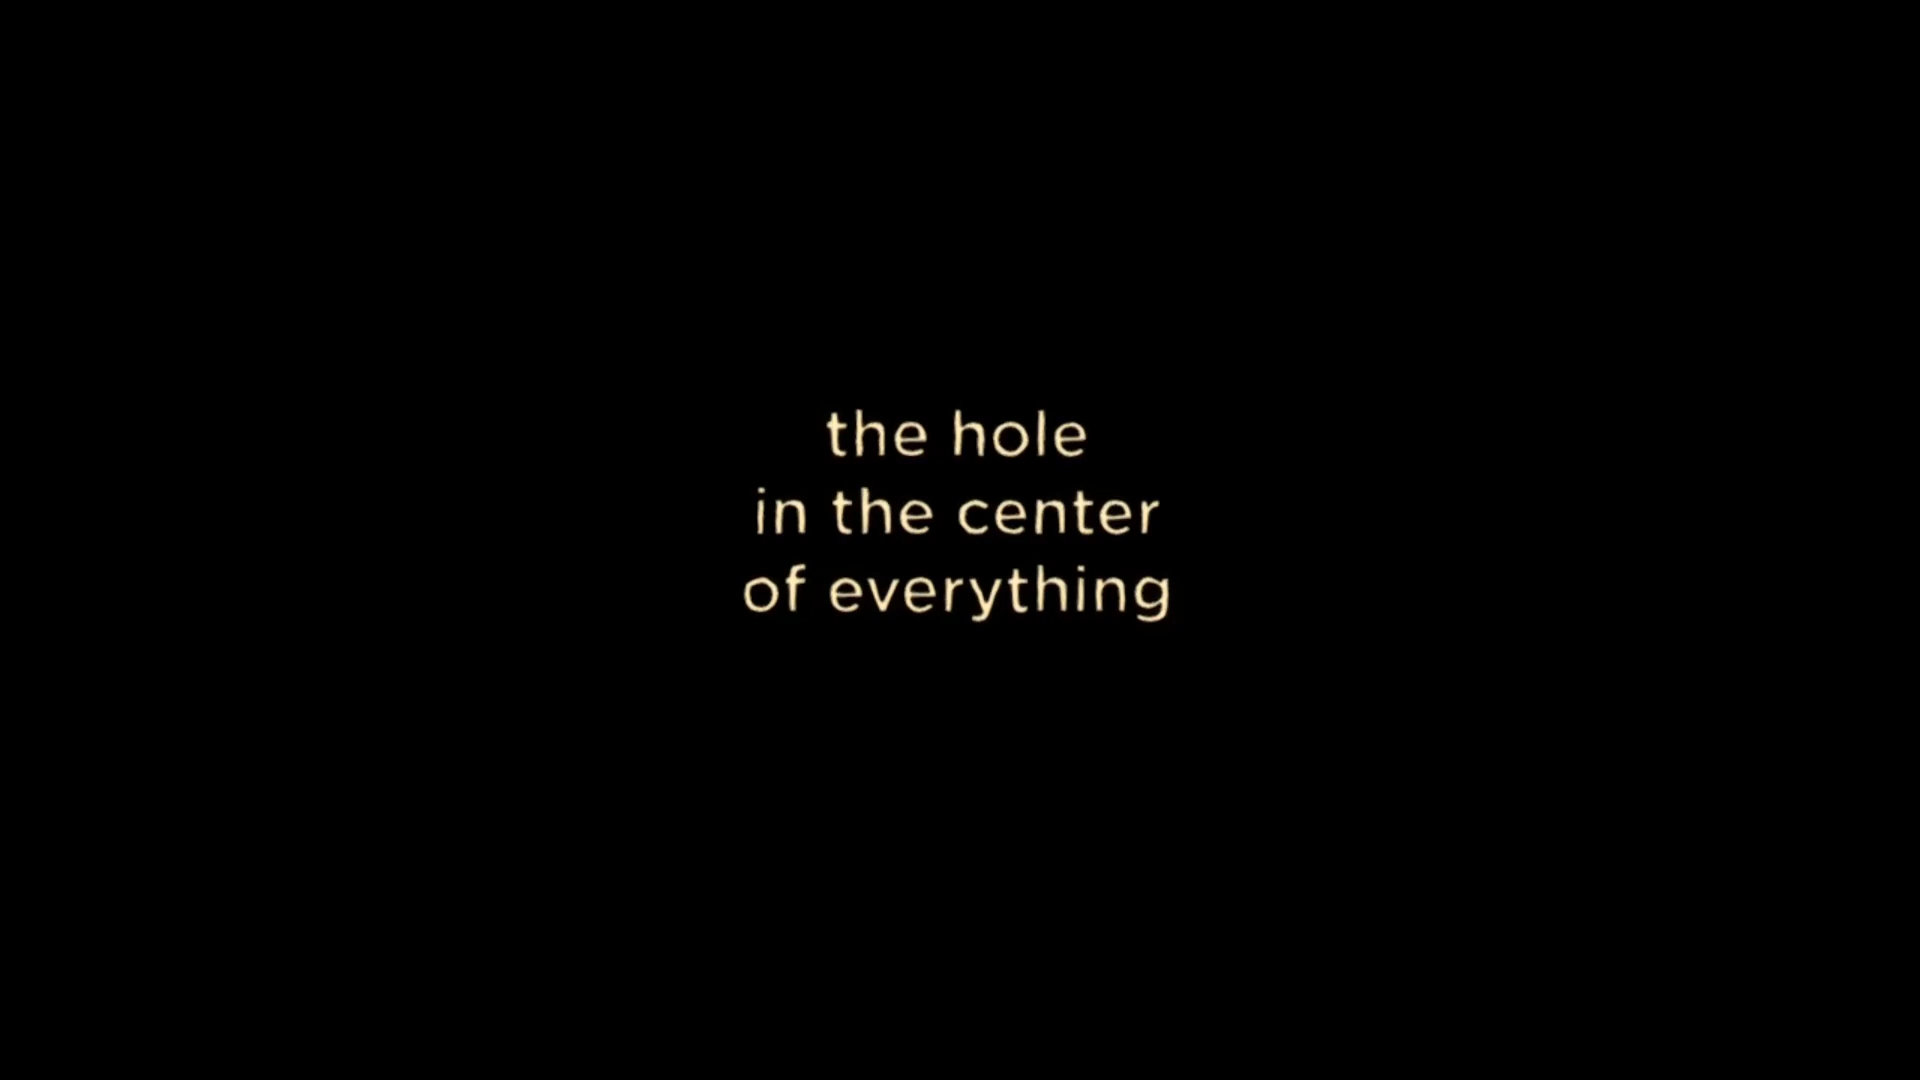 the hole
in the center
of everything